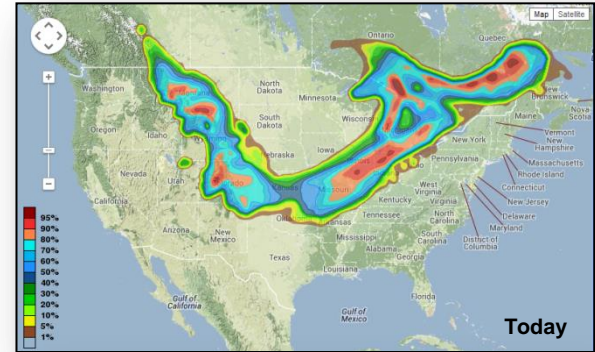 Map Satellite
Ontario
Quebec
Washington
North
Dakota
Minnesota
New
Brunswick
Nova
Scotia
Maine
Oregon
Idaho
South
Dakota
Wisconsin
Vermont
New
Hampshire
New York
Massachusetts
Rhode Island
Iowa
Nebraska
Pennsylvania
Connecticut
Nevada
Utah
West
Virginia
New Jersey
Kentucky
Virginia
Delaware
Maryland
California
Tennessee
North
Carolina
District of
Columbia
Arizona
New
Mexico
South
Carolina
Mississippi
Alabama
Georgia
Texas
Louisiana
Gulf of
California
Florida
Gulf of
Mexico
95%
90%
80%
70%
60%
50%
40%
30%
20%
10%
5%
1%
Today